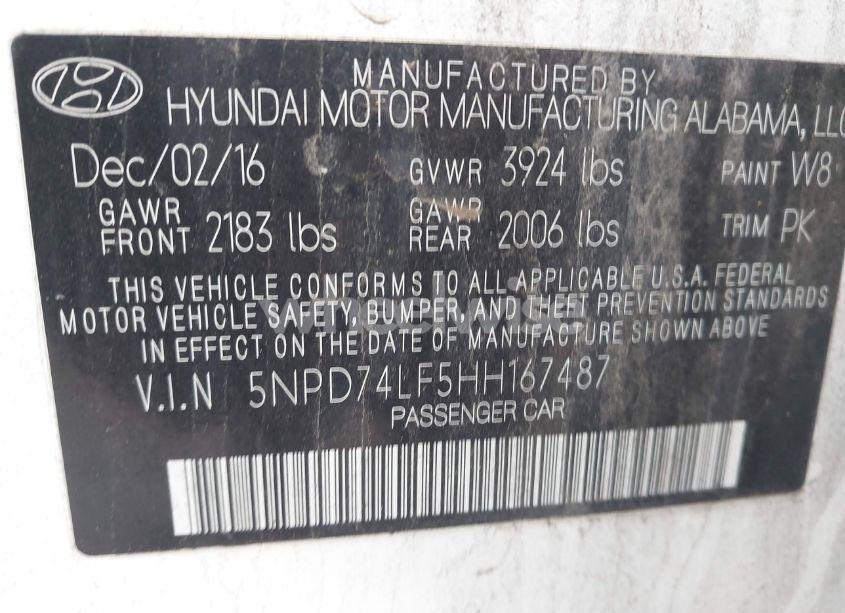 MANUFACTURED BY
HYUNDAI MOTOR MANUFACTURING ALABAMA, LLC
Dec/02/16 GVWR 3924 lbs PAINT W8
GAWR FRONT 2183 lbs GAWR REAR 2006 lbs TRIM PK
THIS VEHICLE CONFORMS TO ALL APPLICABLE U.S.A. FEDERAL
MOTOR VEHICLE SAFETY, BUMPER, AND THEFT PREVENTION STANDARDS
IN EFFECT ON THE DATE OF MANUFACTURE SHOWN ABOVE
V.I.N 5NPD74LF5HH167487
PASSENGER CAR